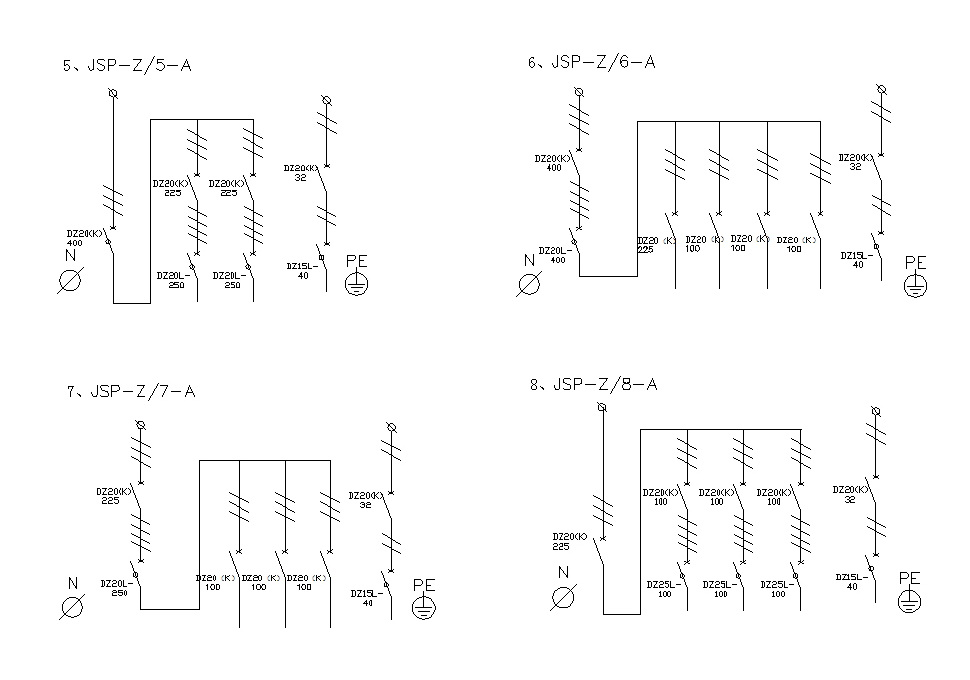 5、JSP-Z/5-A
DZ20(K)
400
N
DZ20(K)
225
DZ20(K)
225
DZ20L-
250
DZ20L-
250
DZ20(K)
32
DZ15L-
40
PE
6、JSP-Z/6-A
DZ20(K)
400
DZ20L-
400
N
DZ20 (K)
225
DZ20 (K)
100
DZ20 (K)
100
DZ20 (K)
100
DZ20(K)
32
DZ15L-
40
PE
7、JSP-Z/7-A
DZ20(K)
225
DZ20L-
250
N
DZ20 (K)
100
DZ20 (K)
100
DZ20 (K)
100
DZ20(K)
32
DZ15L-
40
PE
8、JSP-Z/8-A
DZ20(K)
225
N
DZ20(K)
100
DZ20(K)
100
DZ20(K)
100
DZ25L-
100
DZ25L-
100
DZ25L-
100
DZ20(K)
32
DZ15L-
40
PE